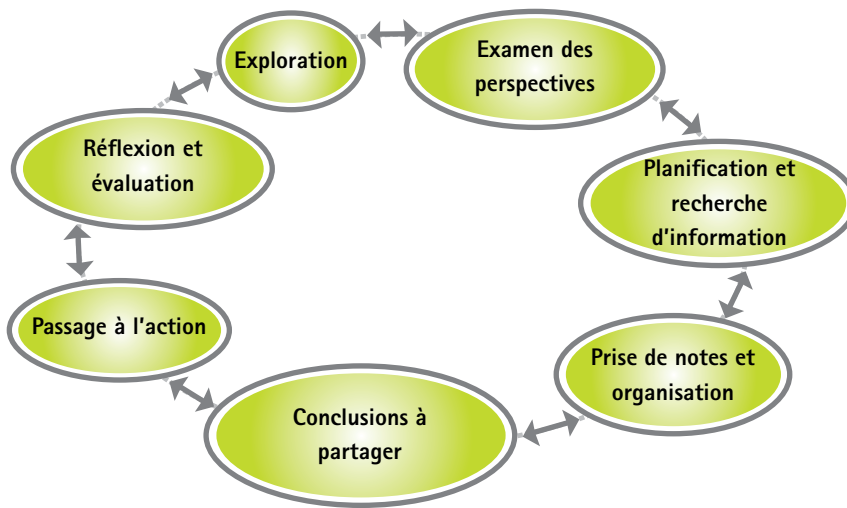 Exploration
Examen des
perspectives
Planification et
recherche
d'information
Prise de notes et
organisation
Conclusions à
partager
Passage à l'action
Réflexion et
évaluation